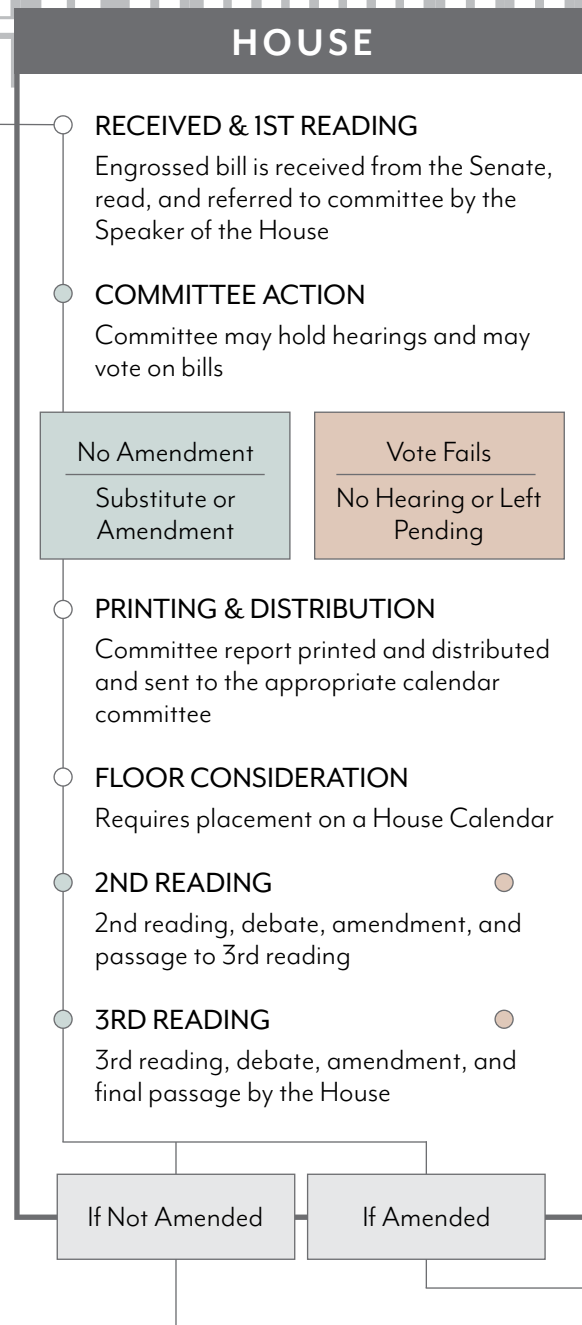 HOUSE
RECEIVED & 1ST READING
Engrossed bill is received from the Senate,
read, and referred to committee by the
Speaker of the House
COMMITTEE ACTION
Committee may hold hearings and may
vote on bills
No Amendment
Substitute or
Amendment
Vote Fails
No Hearing or Left
Pending
PRINTING & DISTRIBUTION
Committee report printed and distributed
and sent to the appropriate calendar
committee
FLOOR CONSIDERATION
Requires placement on a House Calendar
2ND READING
2nd reading, debate, amendment, and
passage to 3rd reading
3RD READING
3rd reading, debate, amendment, and
final passage by the House
If Not Amended
If Amended